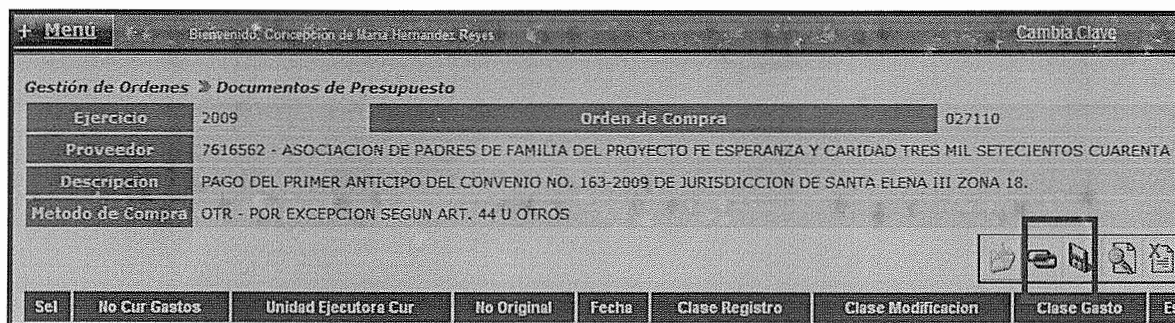 + Menú Bienvenido, Concepción de Maria Hernandez Reyes Cambia Clave
Gestión de Ordenes » Documentos de Presupuesto
Ejercicio 2009 Orden de Compra 027110
Proveedor 7616562 - ASOCIACION DE PADRES DE FAMILIA DEL PROYECTO FE ESPERANZA Y CARIDAD TRES MIL SETECIENTOS CUARENTA
Descripción PAGO DEL PRIMER ANTICIPO DEL CONVENIO NO. 163-2009 DE JURISDICCION DE SANTA ELENA III ZONA 18.
Metodo de Compra OTR - POR EXCEPCION SEGUN ART. 44 U OTROS
Sel No Cur Gastos Unidad Ejecutora Cur No Original Fecha Clase Registro Clase Modificacion Clase Gasto